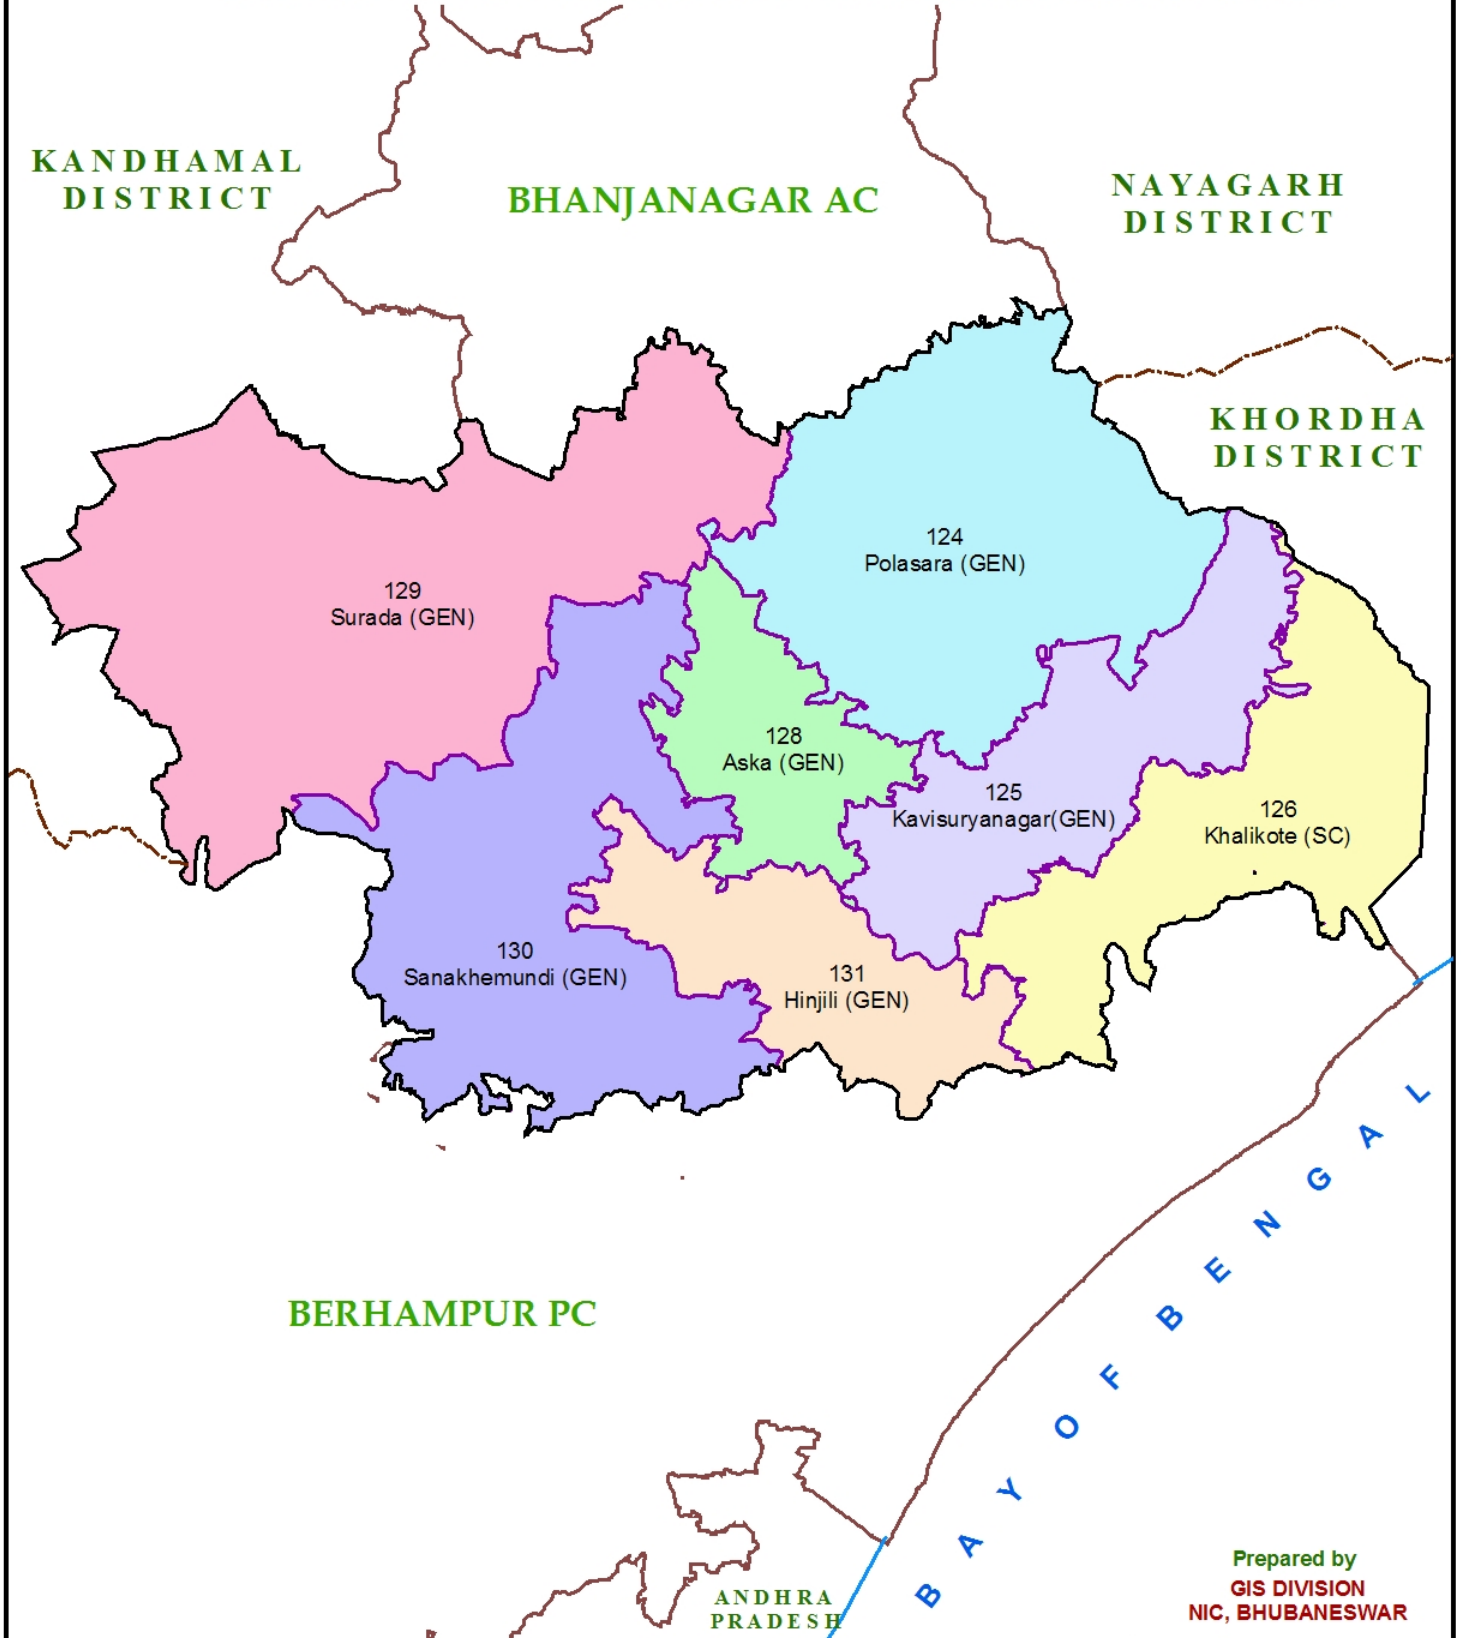 KANDHAMAL
DISTRICT
BHANJANAGAR AC
NAYAGARH
DISTRICT
KHORDHA
DISTRICT
124
Polasara (GEN)
129
Surada (GEN)
128
Aska (GEN)
125
Kavisuryanagar(GEN)
126
Khalikote (SC)
130
Sanakhemundi (GEN)
131
Hinjili (GEN)
BAY OF BENGAL
BERHAMPUR PC
ANDHRA
PRADESH
Prepared by
GIS DIVISION
NIC, BHUBANESWAR